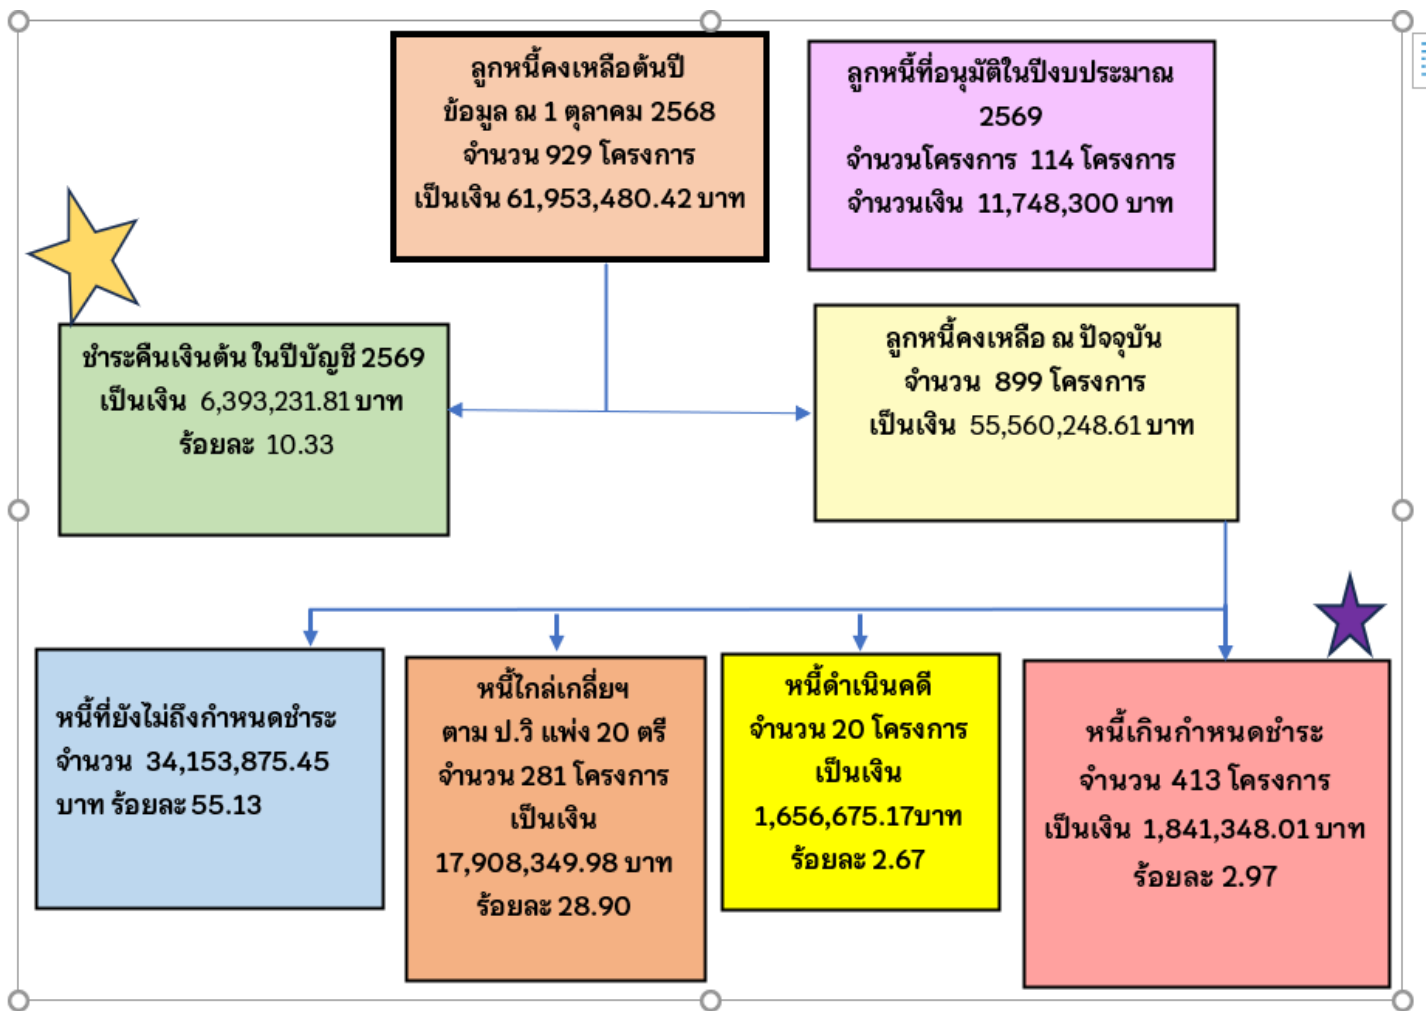 ลูกหนี้คงเหลือต้นปี
ข้อมูล ณ 1 ตุลาคม 2568
จำนวน 929 โครงการ
เป็นเงิน 61,953,480.42 บาท
ลูกหนี้ที่อนุมัติในปีงบประมาณ
2569
จำนวนโครงการ 114 โครงการ
จำนวนเงิน 11,748,300 บาท
ชำระคืนเงินต้น ในปีบัญชี 2569
เป็นเงิน 6,393,231.81 บาท
ร้อยละ 10.33
ลูกหนี้คงเหลือ ณ ปัจจุบัน
จำนวน 899 โครงการ
เป็นเงิน 55,560,248.61 บาท
หนี้ที่ยังไม่ถึงกำหนดชำระ
จำนวน 34,153,875.45
บาท ร้อยละ 55.13
หนี้ไกล่เกลี่ยฯ
ตาม ป.วิ แพ่ง 20 ตรี
จำนวน 281 โครงการ
เป็นเงิน
17,908,349.98 บาท
ร้อยละ 28.90
หนี้ดำเนินคดี
จำนวน 20 โครงการ
เป็นเงิน
1,656,675.17บาท
ร้อยละ 2.67
หนี้เกินกำหนดชำระ
จำนวน 413 โครงการ
เป็นเงิน 1,841,348.01 บาท
ร้อยละ 2.97